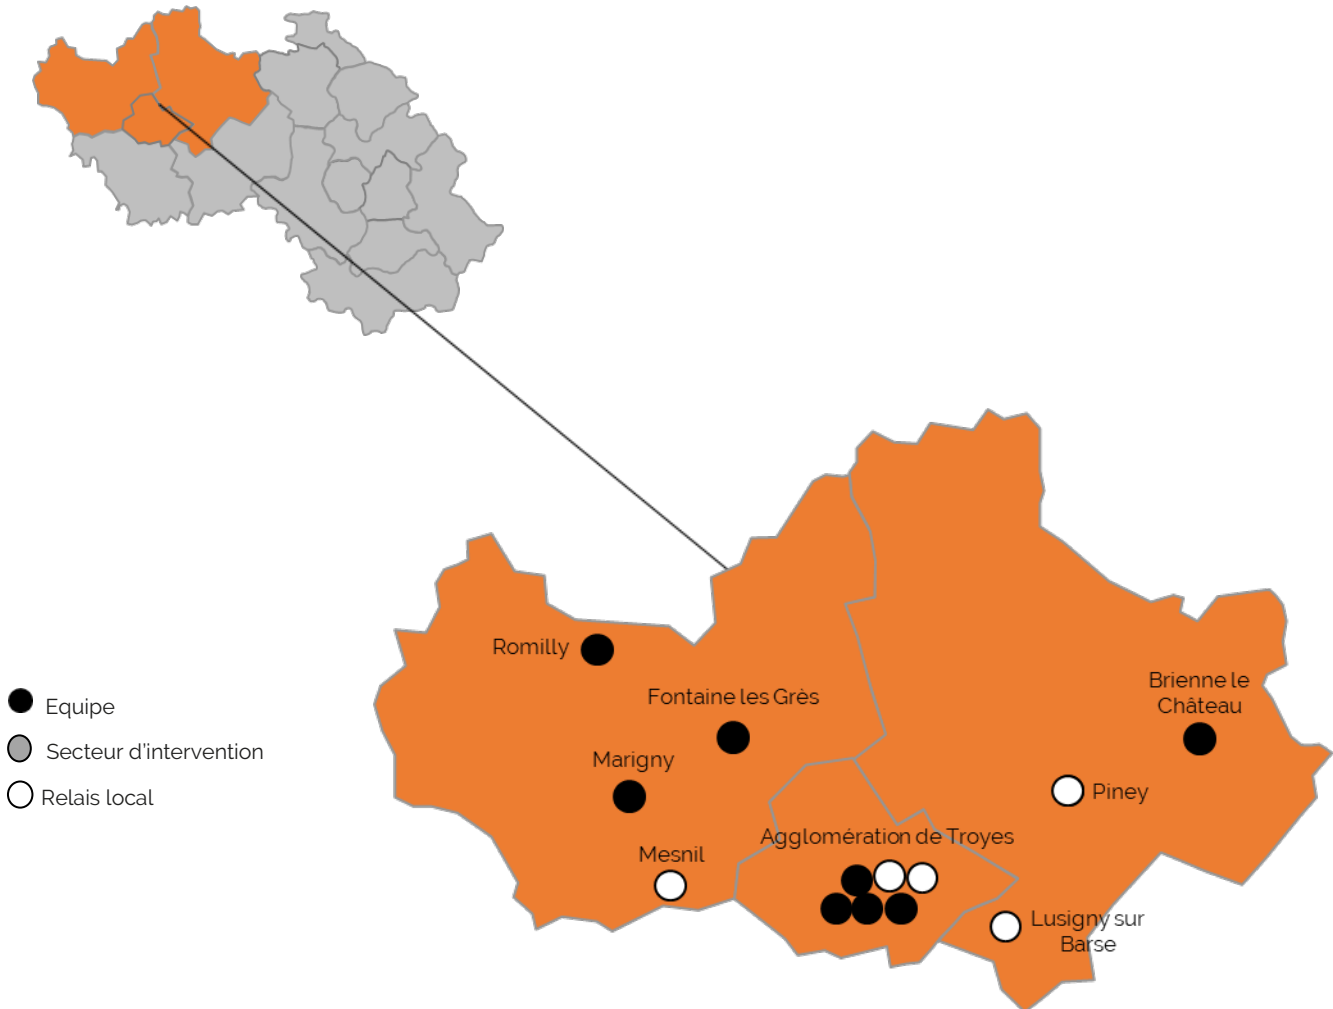 Romilly
Fontaine les Grès
Brienne le
Château
Marigny
Piney
Agglomération de Troyes
Mesnil
Lusigny sur
Barse
Equipe
Secteur d'intervention
Relais local